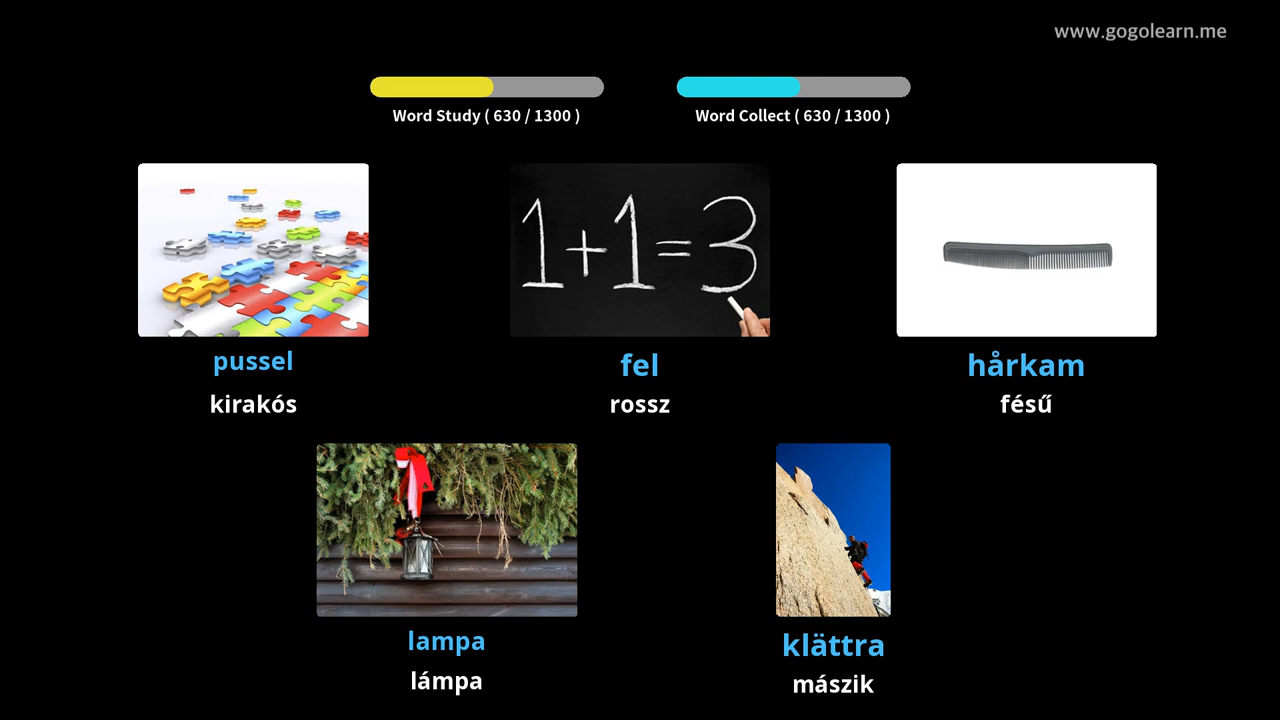 www.gogolearn.me
Word Study ( 630 / 1300 )
Word Collect ( 630 / 1300 )
1+1=3
pussel
fel
hårkam
kirakós
rossz
fésű
lampa
klättra
lámpa
mászik